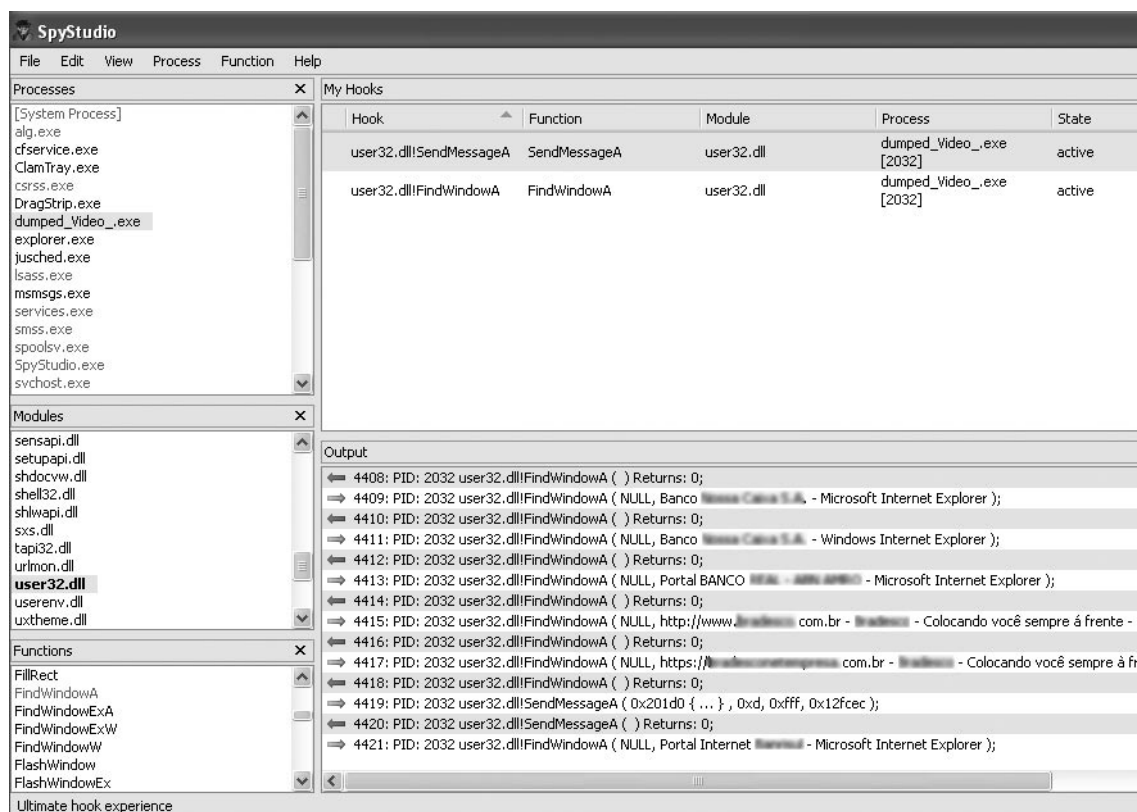 SpyStudio
File Edit View Process Function Help
Processes
[System Process]
alg.exe
cfservice.exe
ClamTray.exe
csrss.exe
DragStrip.exe
dumped_Video_.exe
explorer.exe
jusched.exe
lsass.exe
msmsgs.exe
services.exe
smss.exe
spoolsv.exe
SpyStudio.exe
svchost.exe
Modules
sensapi.dll
setupapi.dll
shdocvw.dll
shell32.dll
shlwapi.dll
sxs.dll
tapi32.dll
urlmon.dll
user32.dll
userenv.dll
uxtheme.dll
Functions
FillRect
FindWindowA
FindWindowExA
FindWindowExW
FindWindowW
FlashWindow
FlashWindowEx
My Hooks
Hook Function Module Process State
user32.dll!SendMessageA SendMessageA user32.dll dumped_Video_.exe [2032] active
user32.dll!FindWindowA FindWindowA user32.dll dumped_Video_.exe [2032] active
Output
4408: PID: 2032 user32.dll!FindWindowA ( ) Returns: 0;
4409: PID: 2032 user32.dll!FindWindowA ( NULL, Banco - Microsoft Internet Explorer );
4410: PID: 2032 user32.dll!FindWindowA ( ) Returns: 0;
4411: PID: 2032 user32.dll!FindWindowA ( NULL, Banco - Windows Internet Explorer );
4412: PID: 2032 user32.dll!FindWindowA ( ) Returns: 0;
4413: PID: 2032 user32.dll!FindWindowA ( NULL, Portal BANCO - Microsoft Internet Explorer );
4414: PID: 2032 user32.dll!FindWindowA ( ) Returns: 0;
4415: PID: 2032 user32.dll!FindWindowA ( NULL, http://www. com.br - - Colocando você sempre á frente -
4416: PID: 2032 user32.dll!FindWindowA ( ) Returns: 0;
4417: PID: 2032 user32.dll!FindWindowA ( NULL, https:// .com.br - - Colocando você sempre à
4418: PID: 2032 user32.dll!FindWindowA ( ) Returns: 0;
4419: PID: 2032 user32.dll!SendMessageA ( 0x201d0 { ... } , 0xd, 0xfff, 0x12fcec );
4420: PID: 2032 user32.dll!SendMessageA ( ) Returns: 0;
4421: PID: 2032 user32.dll!FindWindowA ( NULL, Portal Internet - Microsoft Internet Explorer );
Ultimate hook experience